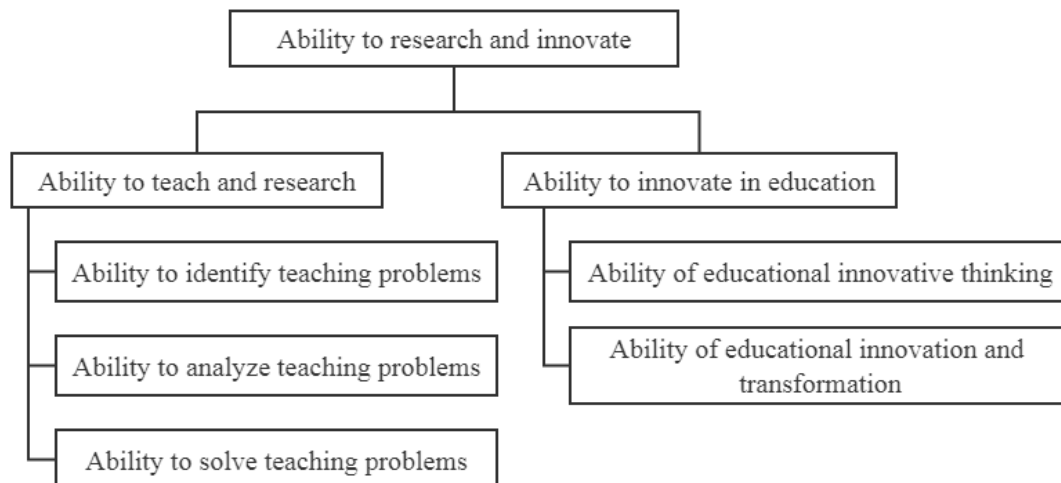 Ability to research and innovate
Ability to teach and research
Ability to innovate in education
Ability to identify teaching problems
Ability of educational innovative thinking
Ability to analyze teaching problems
Ability of educational innovation and
transformation
Ability to solve teaching problems